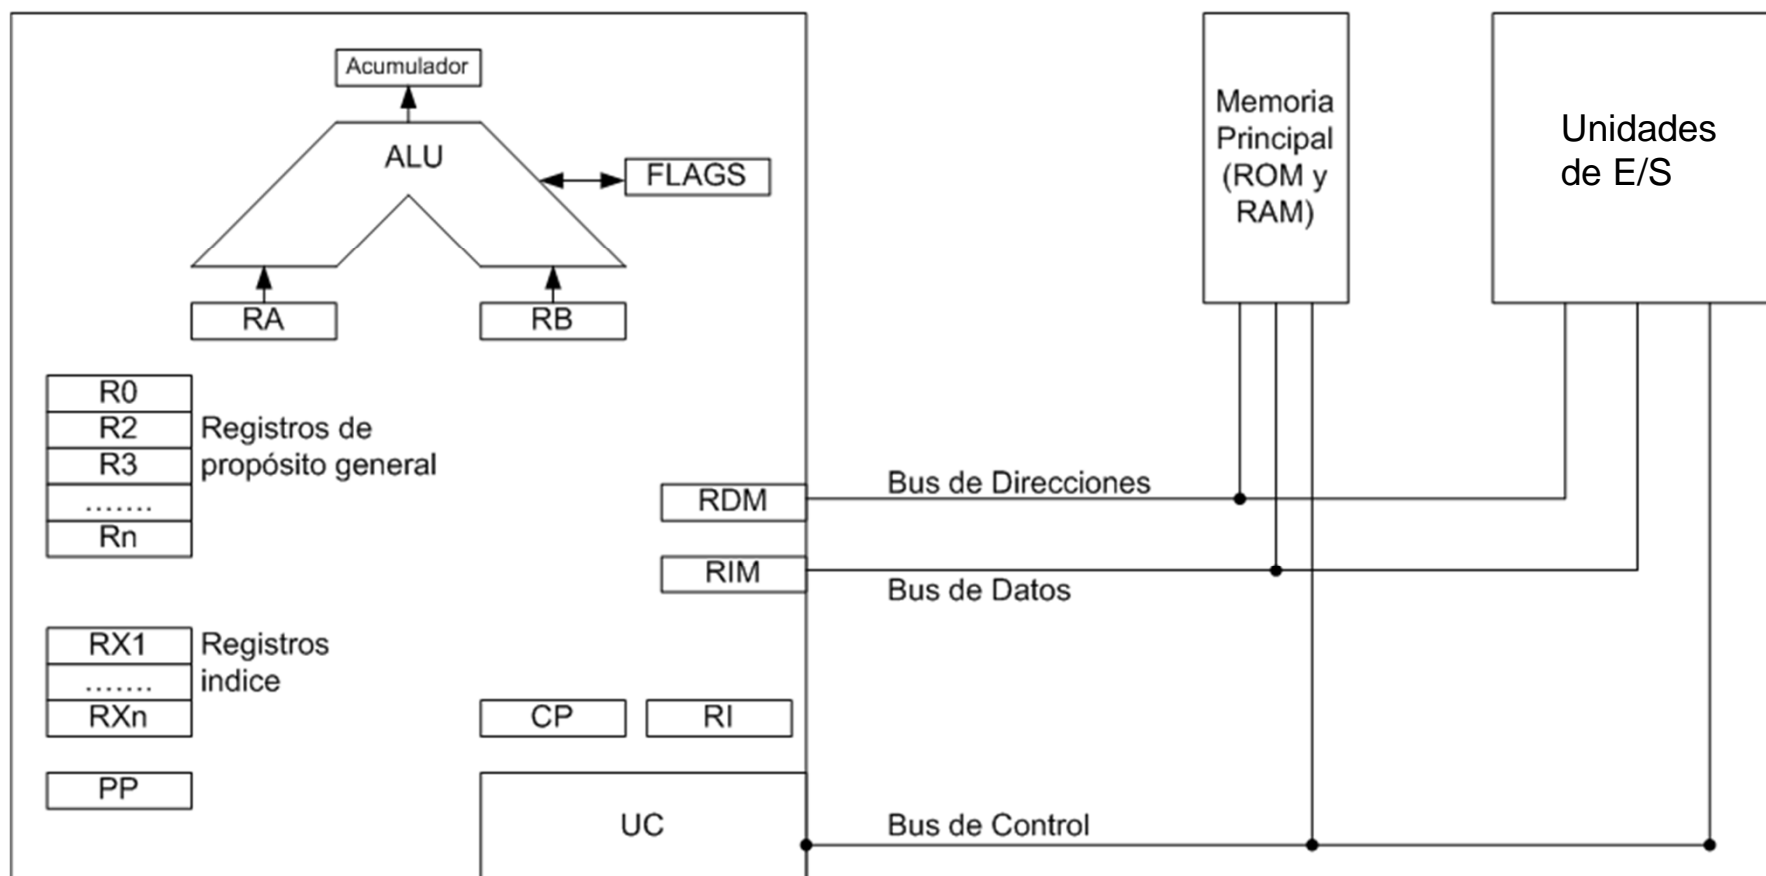 Acumulador
ALU
FLAGS
RA
RB
R0
R2
R3
.......
Rn
Registros de
propósito general
RX1
.......
RXn
Registros
indice
PP
CP
RI
UC
RDM
RIM
Bus de Direcciones
Bus de Datos
Bus de Control
Memoria
Principal
(ROM y
RAM)
Unidades
de E/S